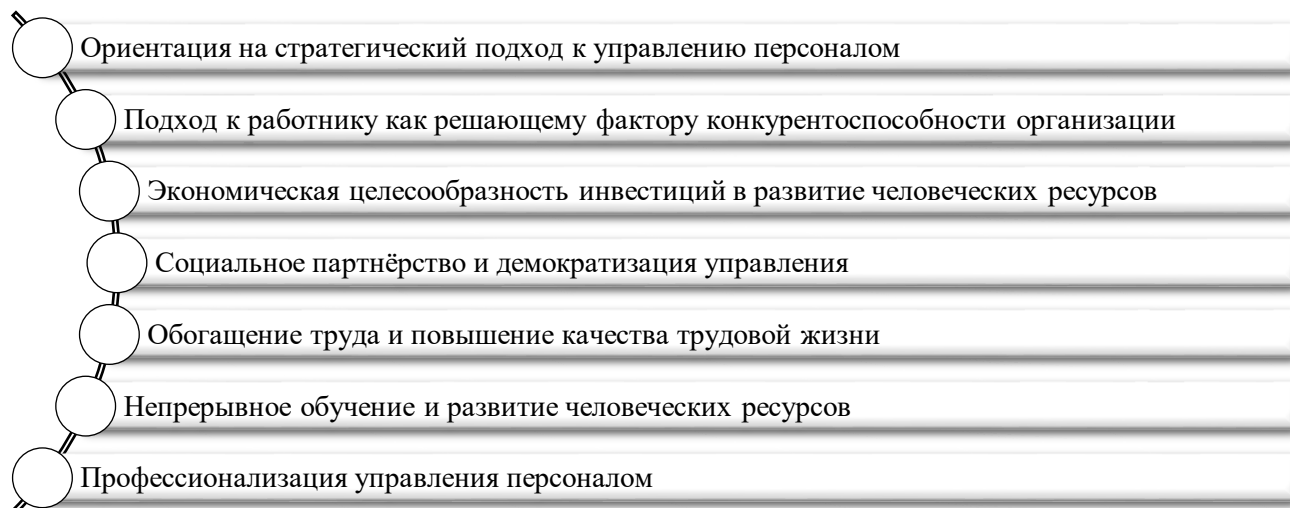 Ориентация на стратегический подход к управлению персоналом
Подход к работнику как решающему фактору конкурентоспособности организации
Экономическая целесообразность инвестиций в развитие человеческих ресурсов
Социальное партнёрство и демократизация управления
Обогащение труда и повышение качества трудовой жизни
Непрерывное обучение и развитие человеческих ресурсов
Профессионализация управления персоналом